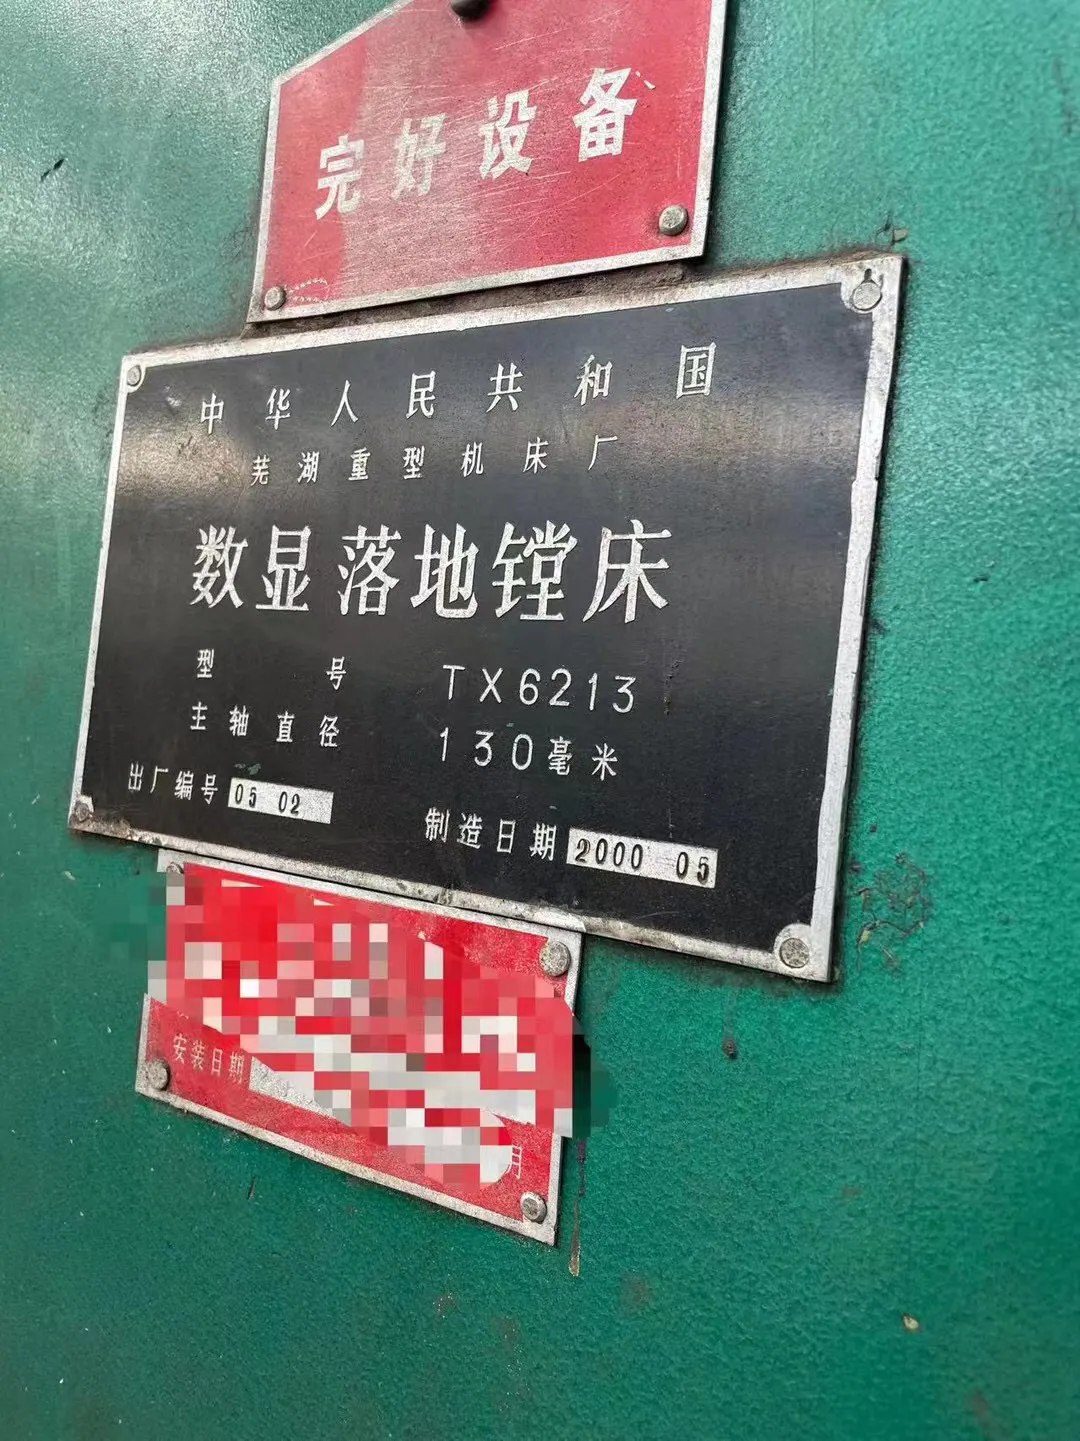 完好设备
中华人民共和国
芜湖重型机床厂
数显落地镗床
型号 TX6213
主轴直径 130毫米
出厂编号 05 02 制造日期 2000 05
安装日期 月